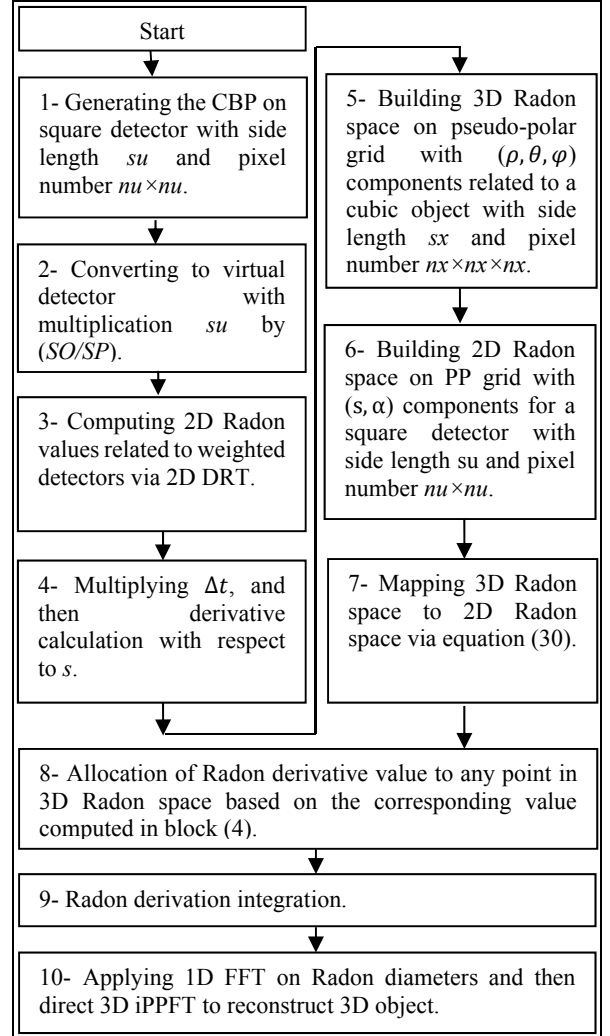 Start
1- Generating the CBP on
square detector with side
length su and pixel
number nu×nu.
2- Converting to virtual
detector with
multiplication su by
(SO/SP).
3- Computing 2D Radon
values related to weighted
detectors via 2D DRT.
4- Multiplying Δt, and
then derivative
calculation with respect
to s.
5- Building 3D Radon
space on pseudo-polar
grid with (ρ, θ, φ)
components related to a
cubic object with side
length sx and pixel
number nx×nx×nx.
6- Building 2D Radon
space on PP grid with
(s, α) components for a
square detector with
side length su and pixel
number nu×nu.
7- Mapping 3D Radon
space to 2D Radon
space via equation (30).
8- Allocation of Radon derivative value to any point in
3D Radon space based on the corresponding value
computed in block (4).
9- Radon derivation integration.
10- Applying 1D FFT on Radon diameters and then
direct 3D iPPFT to reconstruct 3D object.